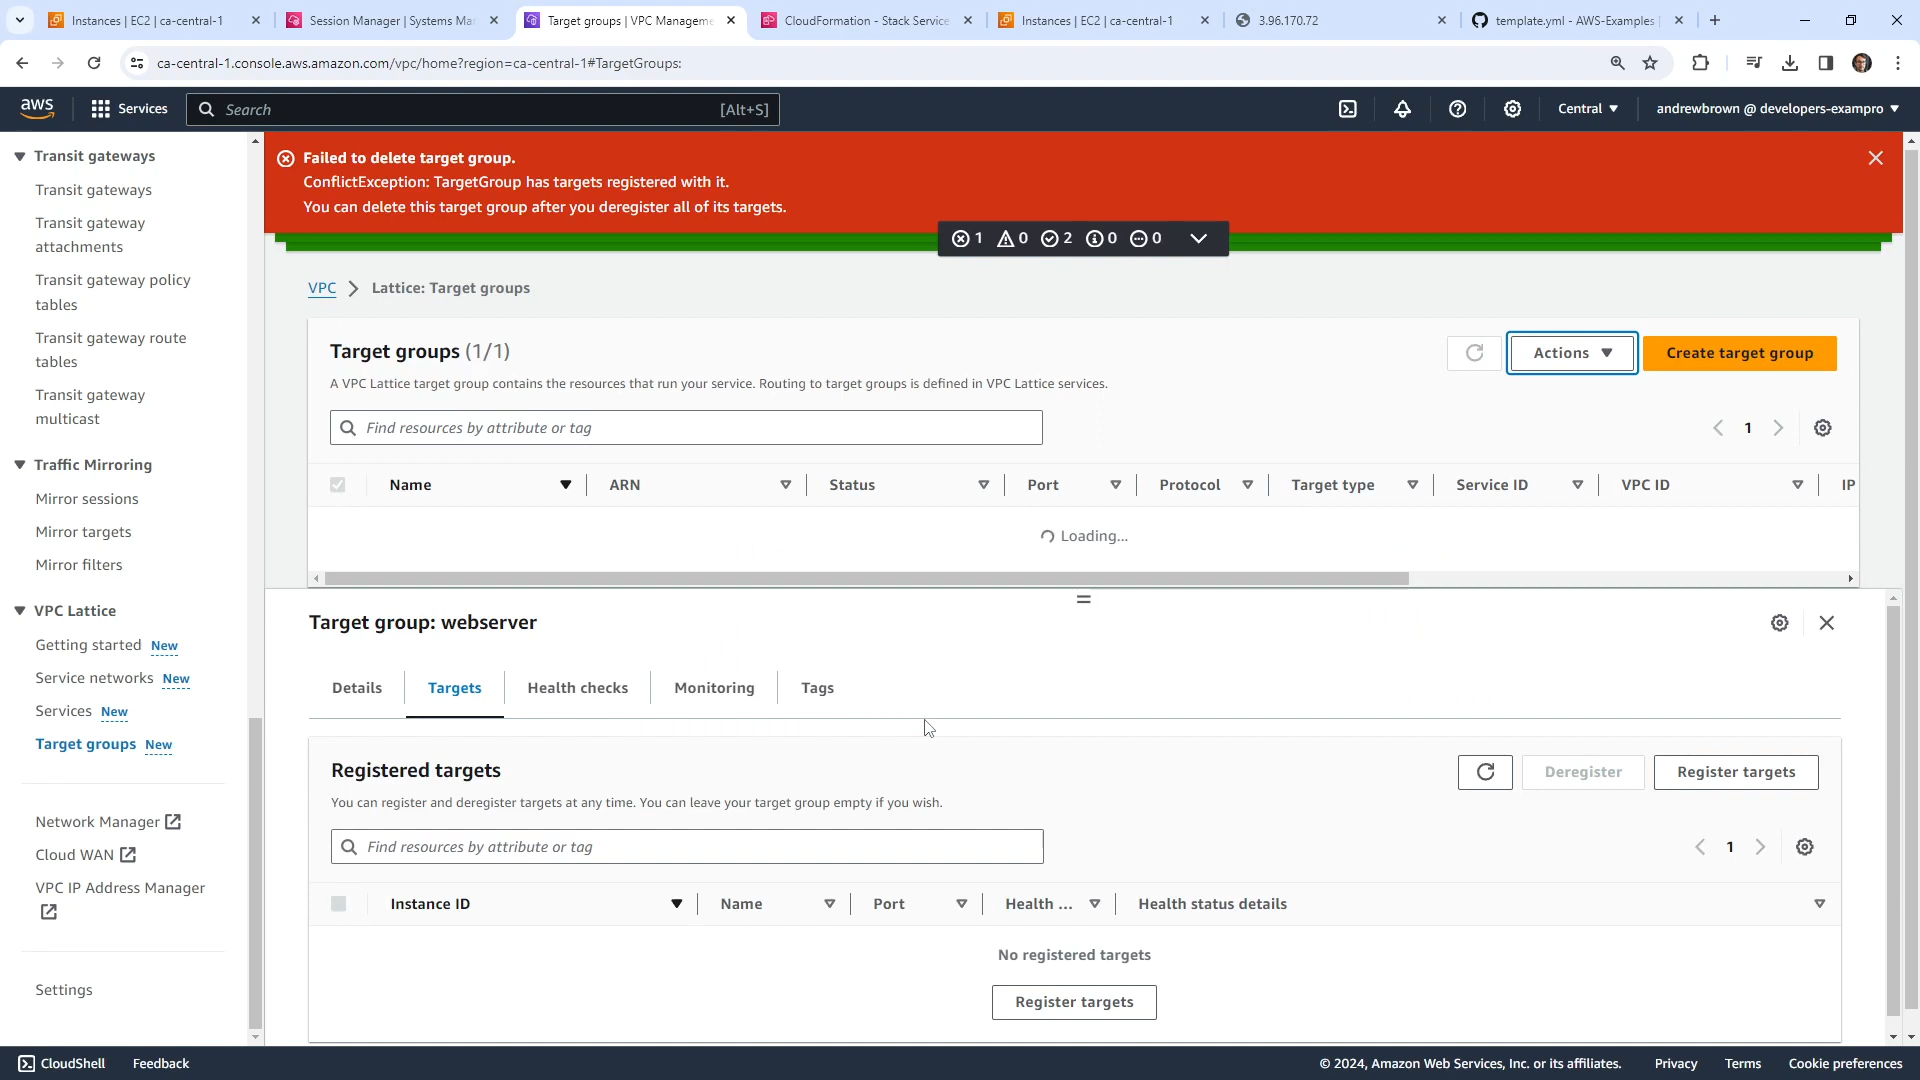 Instances | EC2 | ca-central-1
Session Manager | Systems Ma
Target groups | VPC Manageme
CloudFormation - Stack Service
Instances | EC2 | ca-central-1
3.96.170.72
template.yml - AWS-Examples
ca-central-1.console.aws.amazon.com/vpc/home?region=ca-central-1#TargetGroups:
aws
Services
Search
[Alt+S]
Central
andrewbrown @ developers-exampro
Transit gateways
Transit gateways
Transit gateway
attachments
Transit gateway policy
tables
Transit gateway route
tables
Transit gateway
multicast
Traffic Mirroring
Mirror sessions
Mirror targets
Mirror filters
VPC Lattice
Getting started New
Service networks New
Services New
Target groups New
Network Manager
Cloud WAN
VPC IP Address Manager
Settings
Failed to delete target group.
ConflictException: TargetGroup has targets registered with it.
You can delete this target group after you deregister all of its targets.
1 0 2 0 0
VPC > Lattice: Target groups
Target groups (1/1)
Actions
Create target group
A VPC Lattice target group contains the resources that run your service. Routing to target groups is defined in VPC Lattice services.
Find resources by attribute or tag
1
Name ARN Status Port Protocol Target type Service ID VPC ID IP
Loading...
Target group: webserver
Details Targets Health checks Monitoring Tags
Registered targets
Deregister
Register targets
You can register and deregister targets at any time. You can leave your target group empty if you wish.
Find resources by attribute or tag
1
Instance ID Name Port Health ... Health status details
No registered targets
Register targets
CloudShell Feedback
© 2024, Amazon Web Services, Inc. or its affiliates. Privacy Terms Cookie preferences